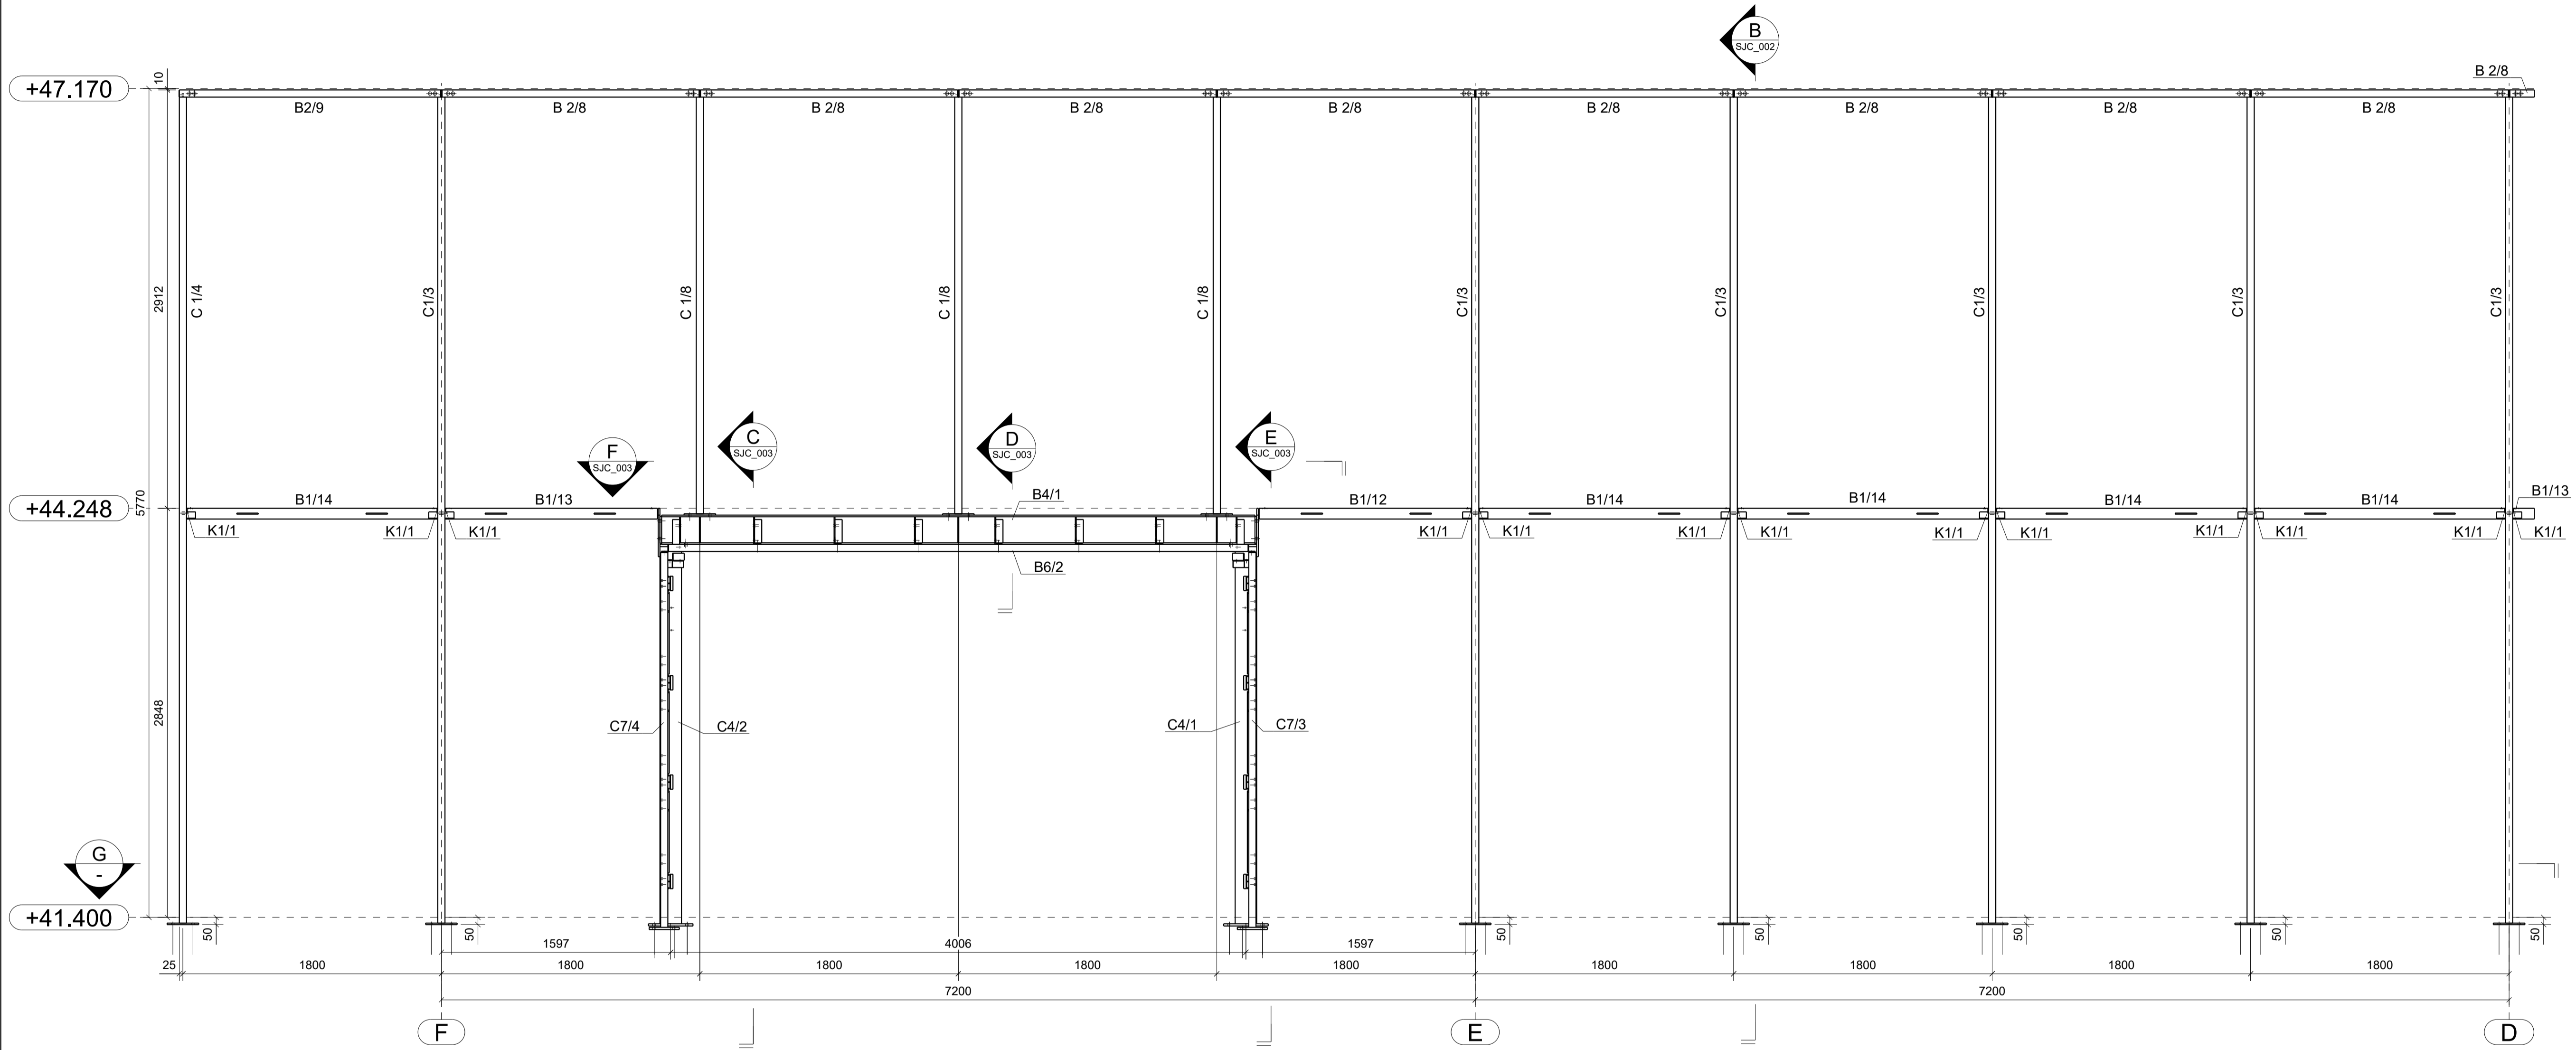 B
SJC_002
B 2/8
+47.170
10
B2/9
B 2/8
B 2/8
B 2/8
B 2/8
B 2/8
B 2/8
B 2/8
B 2/8
2912
C 1/4
C1/3
C 1/8
C 1/8
C 1/8
C1/3
C1/3
C1/3
C1/3
C1/3
F
SJC_003
C
SJC_003
D
SJC_003
E
SJC_003
+44.248
5770
B1/14
B1/13
B4/1
B1/12
B1/14
B1/14
B1/14
B1/14
B1/13
K1/1
K1/1
K1/1
K1/1
K1/1
K1/1
K1/1
K1/1
K1/1
K1/1
K1/1
K1/1
K1/1
B6/2
2848
C7/4
C4/2
C4/1
C7/3
G
-
+41.400
50
50
50
50
50
50
50
1597
4006
1597
25
1800
1800
1800
1800
1800
1800
1800
1800
1800
7200
7200
F
E
D